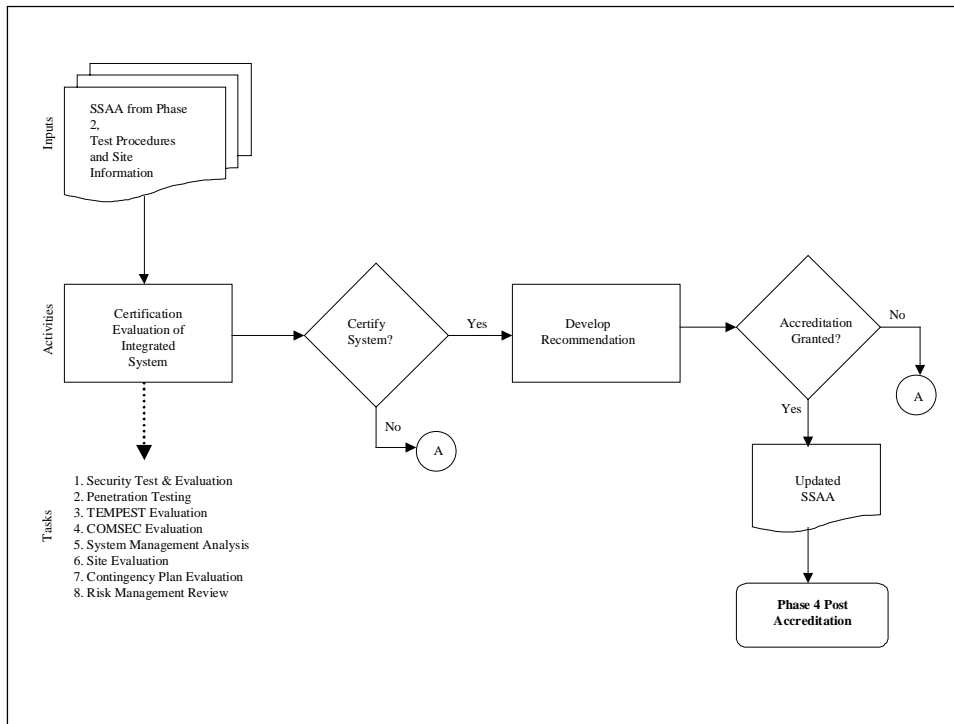 Inputs
SSAA from Phase
2,
Test Procedures
and Site
Information
Activities
Certification
Evaluation of
Integrated
System
Certify
System?
Yes
No
A
Develop
Recommendation
Accreditation
Granted?
No
A
Yes
Updated
SSAA
Phase 4 Post
Accreditation
Tasks
1. Security Test & Evaluation
2. Penetration Testing
3. TEMPEST Evaluation
4. COMSEC Evaluation
5. System Management Analysis
6. Site Evaluation
7. Contingency Plan Evaluation
8. Risk Management Review